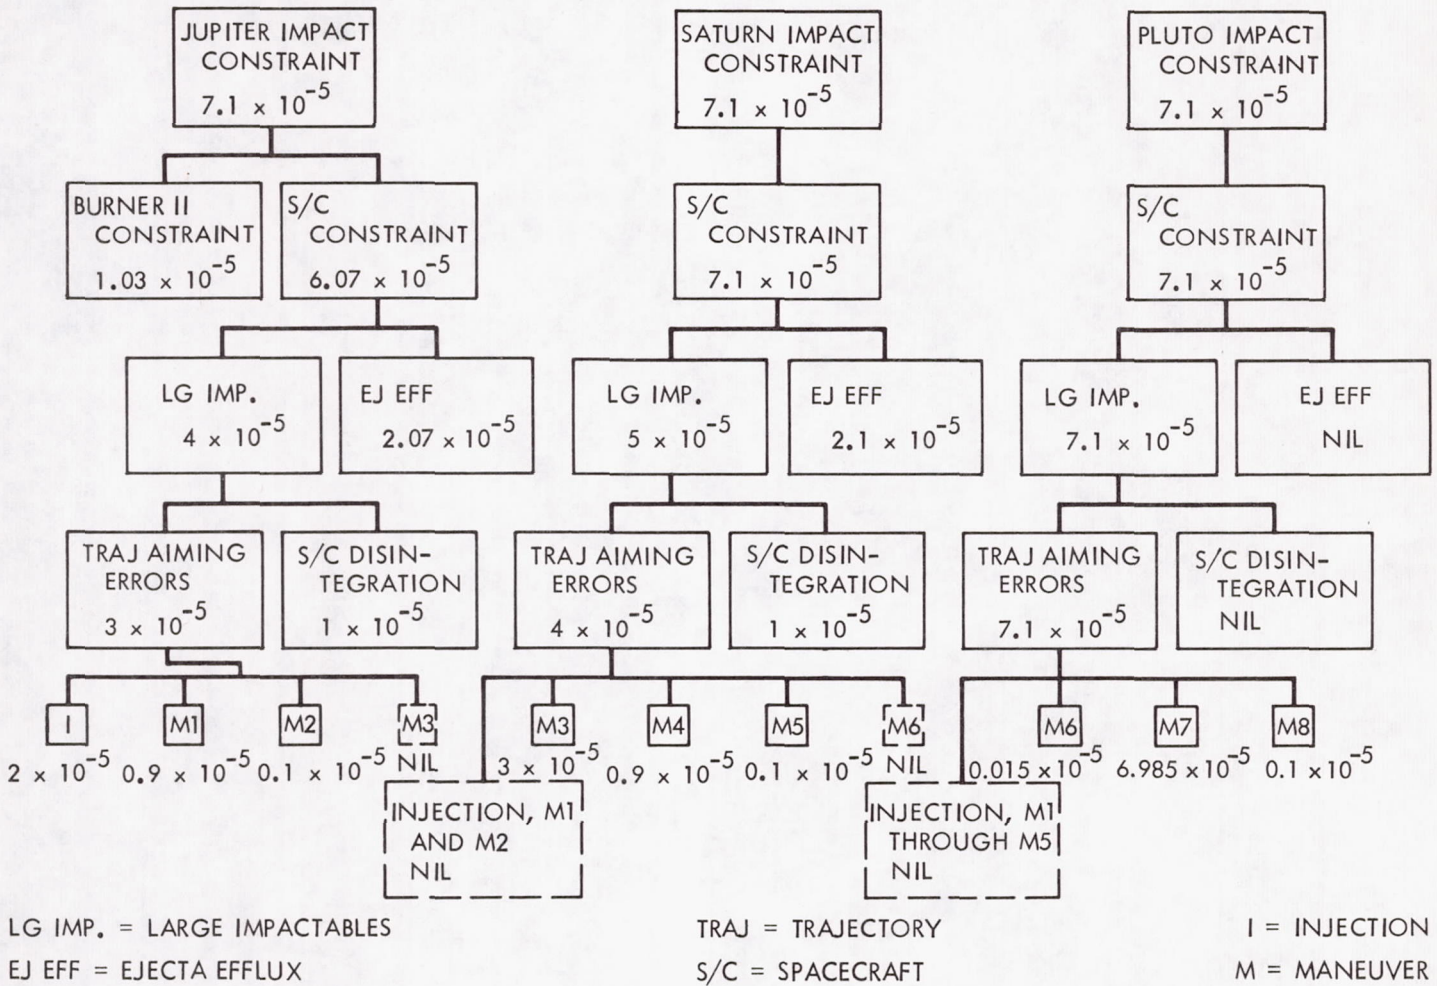 JUPITER IMPACT
CONSTRAINT
7.1 x 10⁻⁵
SATURN IMPACT
CONSTRAINT
7.1 x 10⁻⁵
PLUTO IMPACT
CONSTRAINT
7.1 x 10⁻⁵
BURNER II
CONSTRAINT
1.03 x 10⁻⁵
S/C
CONSTRAINT
6.07 x 10⁻⁵
S/C
CONSTRAINT
7.1 x 10⁻⁵
S/C
CONSTRAINT
7.1 x 10⁻⁵
LG IMP.
4 x 10⁻⁵
EJ EFF
2.07 x 10⁻⁵
LG IMP.
5 x 10⁻⁵
EJ EFF
2.1 x 10⁻⁵
LG IMP.
7.1 x 10⁻⁵
EJ EFF
NIL
TRAJ AIMING
ERRORS
3 x 10⁻⁵
S/C DISIN-
TEGRATION
1 x 10⁻⁵
TRAJ AIMING
ERRORS
4 x 10⁻⁵
S/C DISIN-
TEGRATION
1 x 10⁻⁵
TRAJ AIMING
ERRORS
7.1 x 10⁻⁵
S/C DISIN-
TEGRATION
NIL
I
2 x 10⁻⁵
M1
0.9 x 10⁻⁵
M2
0.1 x 10⁻⁵
M3
NIL
INJECTION, M1
AND M2
NIL
M3
3 x 10⁻⁵
M4
0.9 x 10⁻⁵
M5
0.1 x 10⁻⁵
M6
NIL
INJECTION, M1
THROUGH M5
NIL
M6
0.015 x 10⁻⁵
M7
6.985 x 10⁻⁵
M8
0.1 x 10⁻⁵
LG IMP. = LARGE IMPACTABLES
EJ EFF = EJECTA EFFLUX
TRAJ = TRAJECTORY
S/C = SPACECRAFT
I = INJECTION
M = MANEUVER